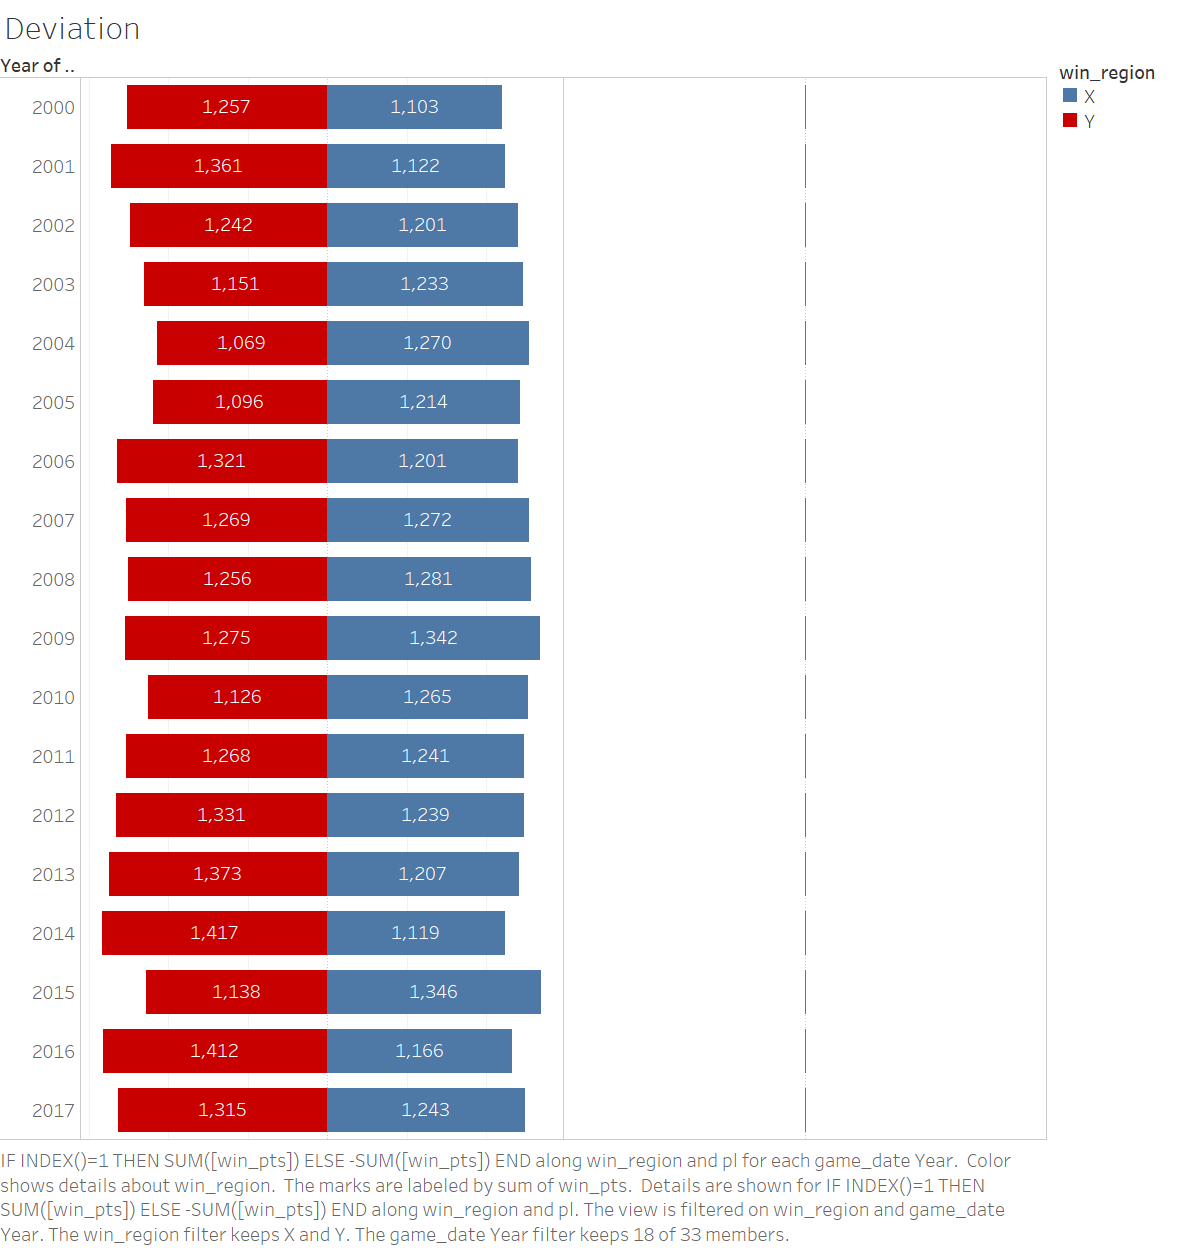 Deviation
Year of ..
win_region
X
Y
2000 1,257 1,103
2001 1,361 1,122
2002 1,242 1,201
2003 1,151 1,233
2004 1,069 1,270
2005 1,096 1,214
2006 1,321 1,201
2007 1,269 1,272
2008 1,256 1,281
2009 1,275 1,342
2010 1,126 1,265
2011 1,268 1,241
2012 1,331 1,239
2013 1,373 1,207
2014 1,417 1,119
2015 1,138 1,346
2016 1,412 1,166
2017 1,315 1,243
IF INDEX()=1 THEN SUM([win_pts]) ELSE -SUM([win_pts]) END along win_region and pl for each game_date Year.  Color
shows details about win_region.  The marks are labeled by sum of win_pts.  Details are shown for IF INDEX()=1 THEN
SUM([win_pts]) ELSE -SUM([win_pts]) END along win_region and pl. The view is filtered on win_region and game_date
Year. The win_region filter keeps X and Y. The game_date Year filter keeps 18 of 33 members.